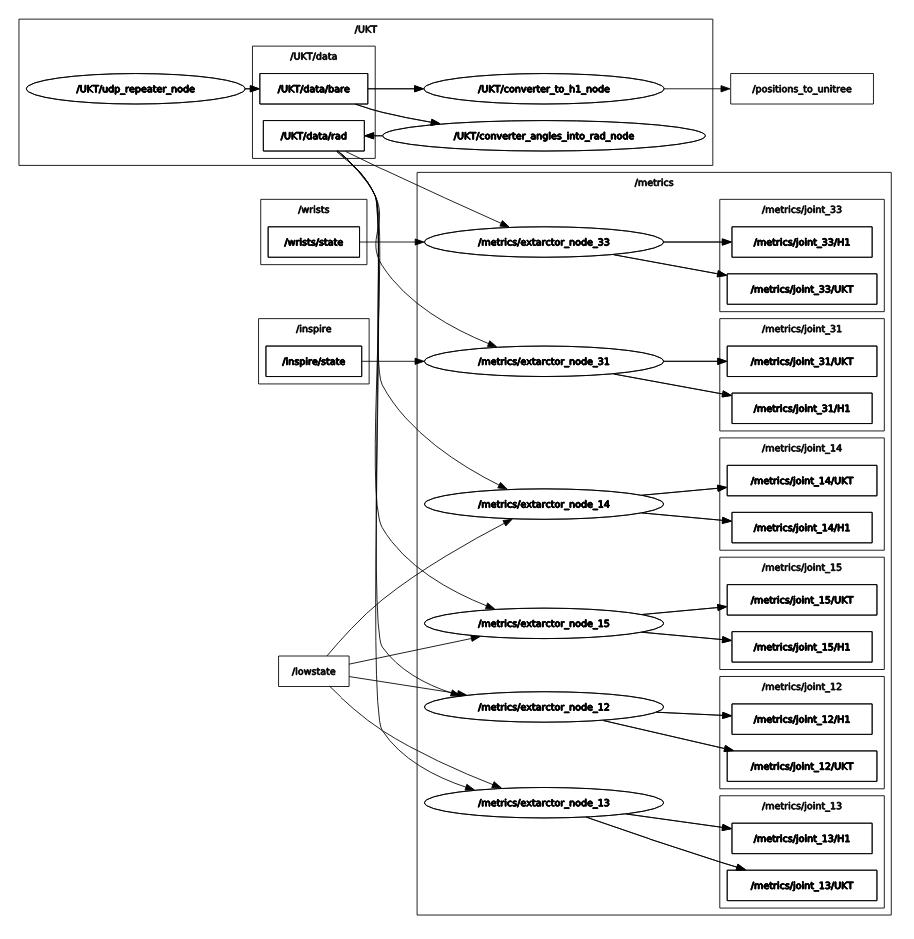 /UKT
/UKT/data
/UKT/udp_repeater_node
/UKT/data/bare
/UKT/converter_to_h1_node
/positions_to_unitree
/UKT/data/rad
/UKT/converter_angles_into_rad_node
/metrics
/wrists
/wrists/state
/metrics/extarctor_node_33
/metrics/joint_33
/metrics/joint_33/H1
/metrics/joint_33/UKT
/inspire
/inspire/state
/metrics/extarctor_node_31
/metrics/joint_31
/metrics/joint_31/UKT
/metrics/joint_31/H1
/metrics/extarctor_node_14
/metrics/joint_14
/metrics/joint_14/UKT
/metrics/joint_14/H1
/metrics/extarctor_node_15
/metrics/joint_15
/metrics/joint_15/UKT
/metrics/joint_15/H1
/lowstate
/metrics/extarctor_node_12
/metrics/joint_12
/metrics/joint_12/H1
/metrics/joint_12/UKT
/metrics/extarctor_node_13
/metrics/joint_13
/metrics/joint_13/H1
/metrics/joint_13/UKT